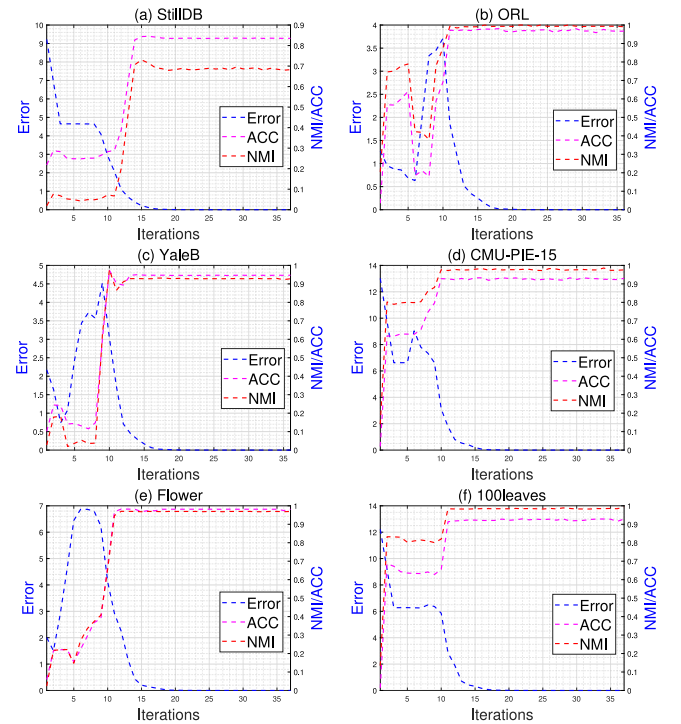 (a) StillDB
(b) ORL
Error
NMI/ACC
Error
NMI/ACC
0 1 2 3 4 5 6 7 8 9
0 0.1 0.2 0.3 0.4 0.5 0.6 0.7 0.8 0.9
0 0.5 1 1.5 2 2.5 3 3.5 4
0 0.1 0.2 0.3 0.4 0.5 0.6 0.7 0.8 0.9 1
Error
ACC
NMI
Error
ACC
NMI
5 10 15 20 25 30 35
1 5 10 15 20 25 30 35
Iterations
Iterations
(c) YaleB
(d) CMU-PIE-15
Error
NMI/ACC
Error
NMI/ACC
0 0.5 1 1.5 2 2.5 3 3.5 4 4.5 5
0 0.1 0.2 0.3 0.4 0.5 0.6 0.7 0.8 0.9 1
0 2 4 6 8 10 12 14
0 0.1 0.2 0.3 0.4 0.5 0.6 0.7 0.8 0.9 1
Error
ACC
NMI
Error
ACC
NMI
1 5 10 15 20 25 30 35
1 5 10 15 20 25 30 35
Iterations
Iterations
(e) Flower
(f) 100leaves
Error
NMI/ACC
Error
NMI/ACC
0 1 2 3 4 5 6 7
0 0.1 0.2 0.3 0.4 0.5 0.6 0.7 0.8 0.9 1
0 2 4 6 8 10 12 14
0 0.1 0.2 0.3 0.4 0.5 0.6 0.7 0.8 0.9 1
Error
ACC
NMI
Error
ACC
NMI
1 5 10 15 20 25 30 35
1 5 10 15 20 25 30 35
Iterations
Iterations